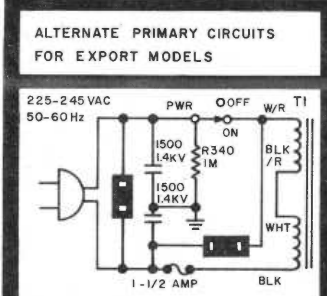 ALTERNATE PRIMARY CIRCUITS
FOR EXPORT MODELS
225-245 VAC
50-60 Hz
PWR
OFF
ON
W/R
T1
1500
1.4KV
R340
1M
BLK
/R
1500
1.4KV
WHT
1-1/2 AMP
BLK